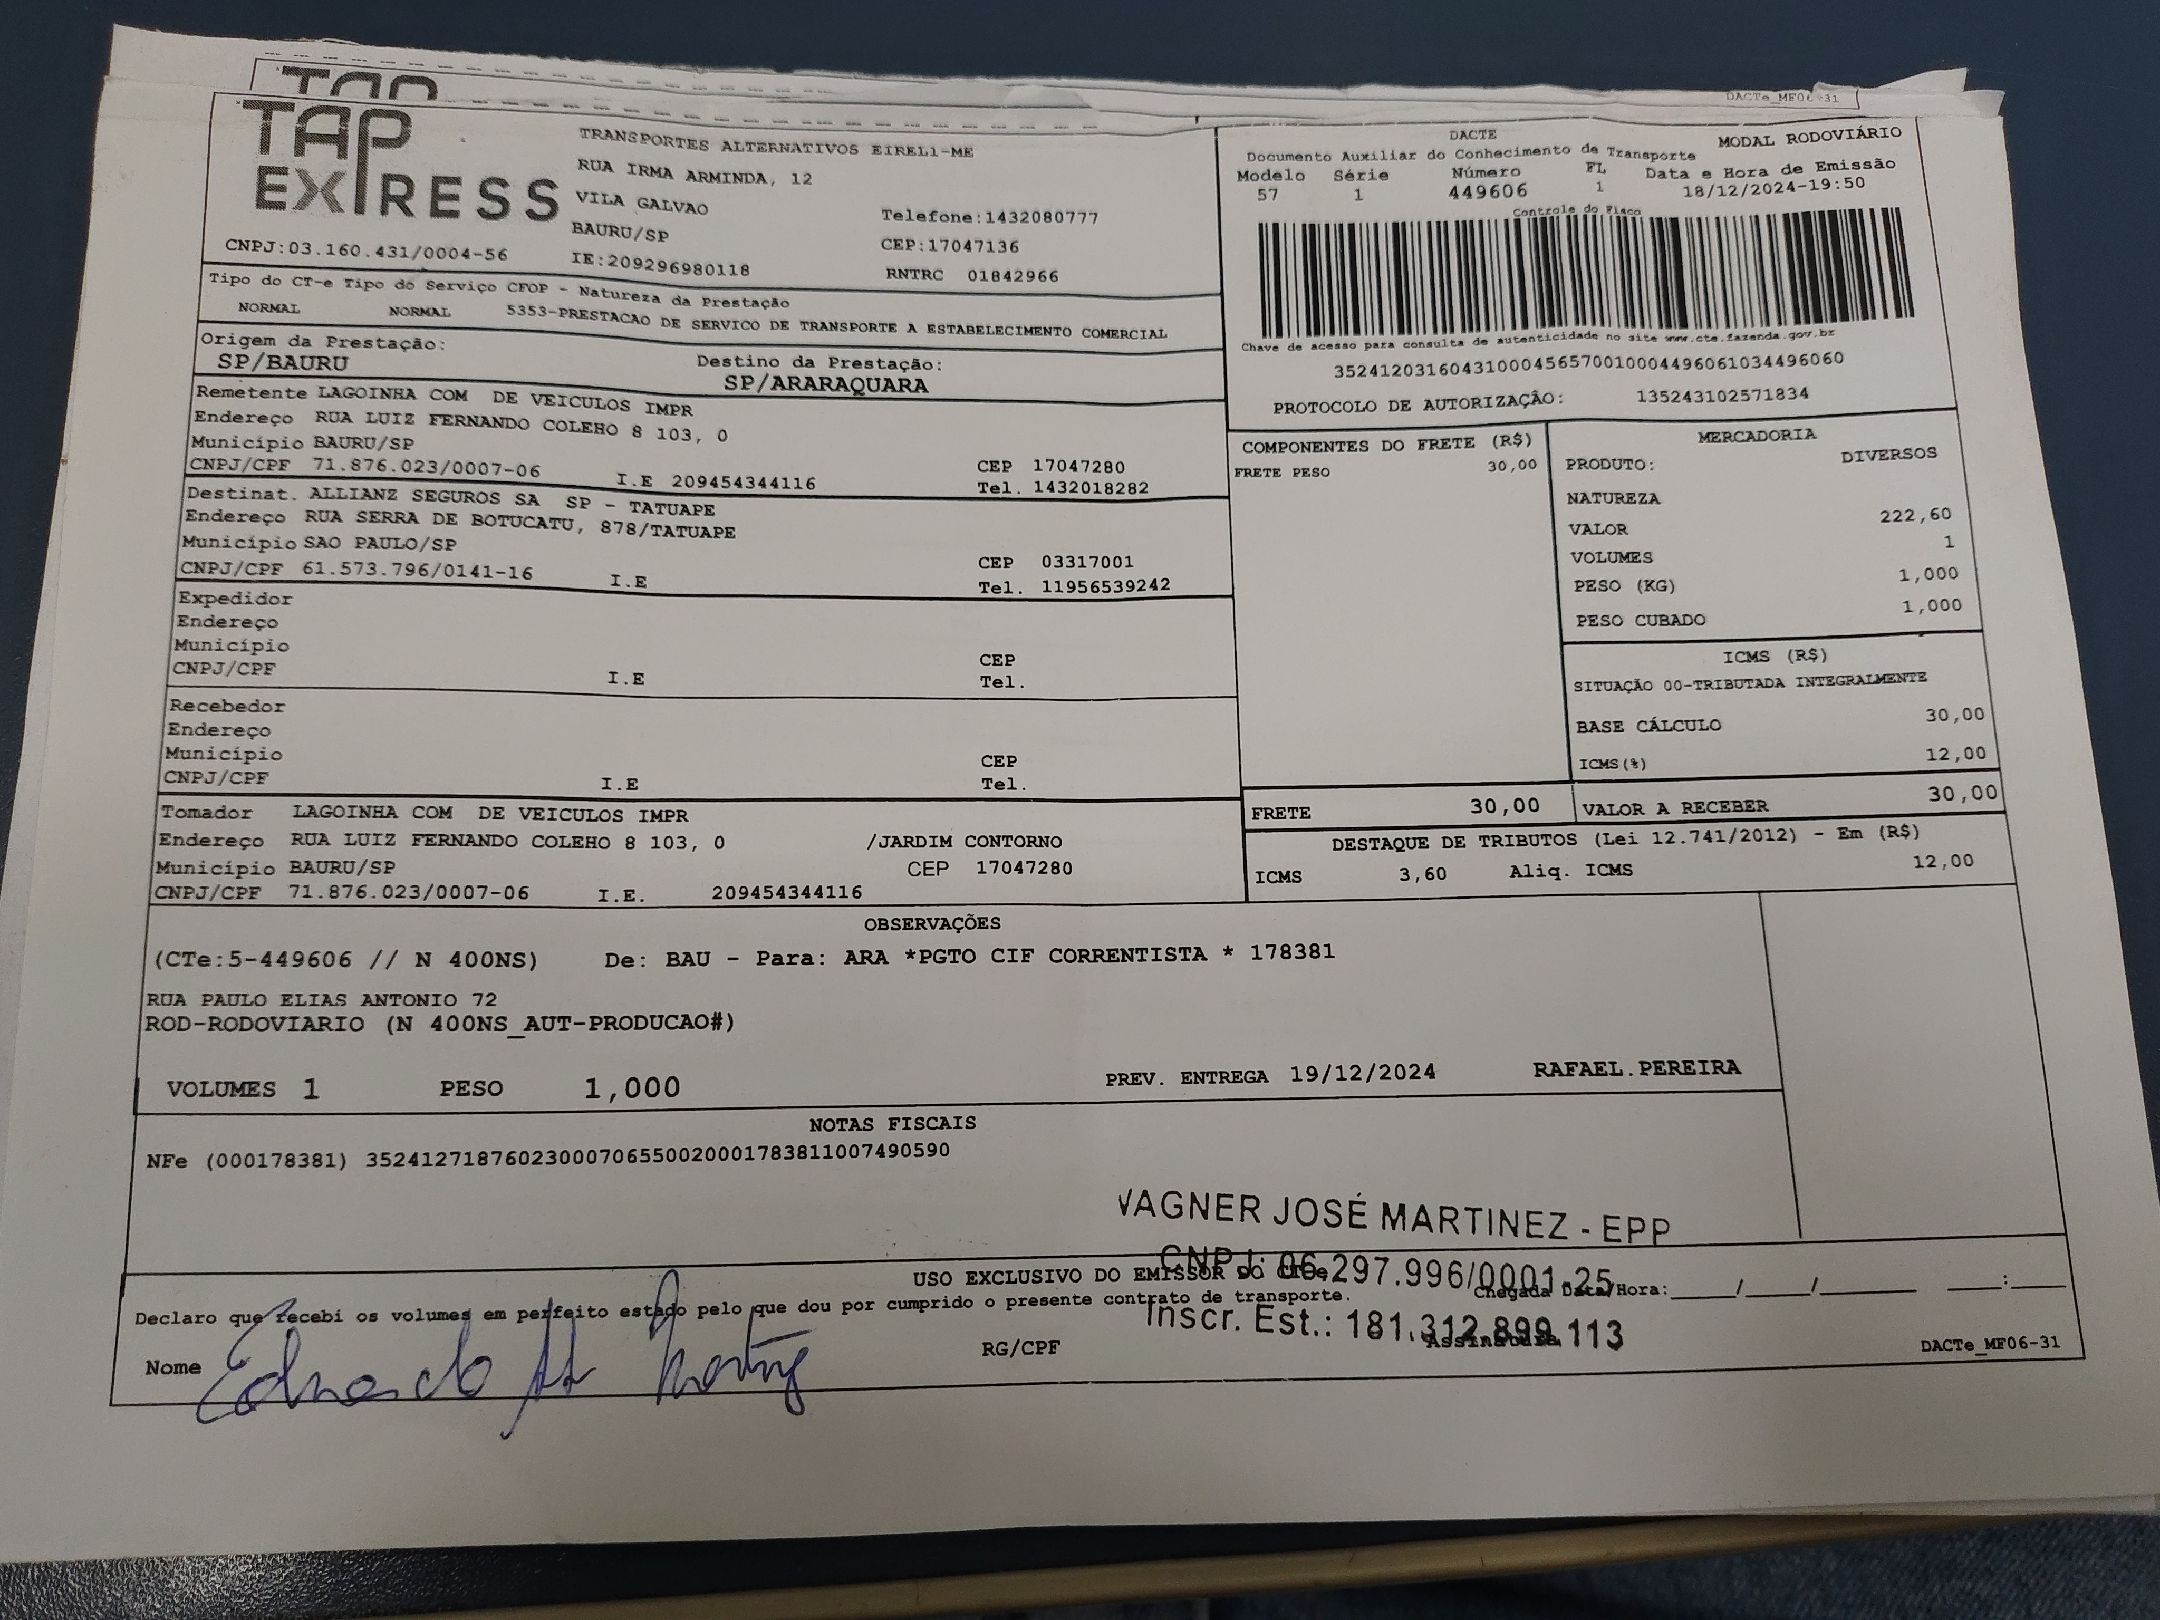 TAP
DACTe_MF06-31
TAP
EXPRESS
CNPJ:03.160.431/0004-56
TRANSPORTES ALTERNATIVOS EIRELI-ME
RUA IRMA ARMINDA, 12
VILA GALVAO
BAURU/SP
IE:209296980118
Telefone:1432080777
CEP:17047136
RNTRC 01842966
DACTE
MODAL RODOVIÁRIO
Documento Auxiliar do Conhecimento de Transporte
Modelo Série Número FL Data e Hora de Emissão
57 1 449606 1 18/12/2024-19:50
Controle do Fisco
Chave de acesso para consulta de autenticidade no site www.cte.fazenda.gov.br
35241203160431000456570010004496061034496060
PROTOCOLO DE AUTORIZAÇÃO: 135243102571834
Tipo do CT-e Tipo do Serviço CFOP - Natureza da Prestação
NORMAL NORMAL 5353-PRESTACAO DE SERVICO DE TRANSPORTE A ESTABELECIMENTO COMERCIAL
Origem da Prestação: Destino da Prestação:
SP/BAURU SP/ARARAQUARA
Remetente LAGOINHA COM DE VEICULOS IMPR
Endereço RUA LUIZ FERNANDO COLEHO 8 103, 0
Município BAURU/SP CEP 17047280
CNPJ/CPF 71.876.023/0007-06 I.E 209454344116 Tel. 1432018282
Destinat. ALLIANZ SEGUROS SA SP - TATUAPE
Endereço RUA SERRA DE BOTUCATU, 878/TATUAPE
Município SAO PAULO/SP CEP 03317001
CNPJ/CPF 61.573.796/0141-16 I.E Tel. 11956539242
Expedidor
Endereço
Município CEP
CNPJ/CPF I.E Tel.
Recebedor
Endereço
Município CEP
CNPJ/CPF I.E Tel.
Tomador LAGOINHA COM DE VEICULOS IMPR
Endereço RUA LUIZ FERNANDO COLEHO 8 103, 0 /JARDIM CONTORNO
Município BAURU/SP CEP 17047280
CNPJ/CPF 71.876.023/0007-06 I.E. 209454344116
COMPONENTES DO FRETE (R$)
FRETE PESO 30,00
MERCADORIA
PRODUTO: DIVERSOS
NATUREZA
VALOR 222,60
VOLUMES 1
PESO (KG) 1,000
PESO CUBADO 1,000
ICMS (R$)
SITUAÇÃO 00-TRIBUTADA INTEGRALMENTE
BASE CÁLCULO 30,00
ICMS(%) 12,00
FRETE 30,00 VALOR A RECEBER 30,00
DESTAQUE DE TRIBUTOS (Lei 12.741/2012) - Em (R$)
ICMS 3,60 Aliq. ICMS 12,00
OBSERVAÇÕES
(CTe:5-449606 // N 400NS) De: BAU - Para: ARA *PGTO CIF CORRENTISTA * 178381
RUA PAULO ELIAS ANTONIO 72
ROD-RODOVIARIO (N 400NS_AUT-PRODUCAO#)
VOLUMES 1 PESO 1,000 PREV. ENTREGA 19/12/2024 RAFAEL.PEREIRA
NOTAS FISCAIS
NFe (000178381) 35241271876023000706550020001783811007490590
VAGNER JOSÉ MARTINEZ - EPP
CNPJ: 06.297.996/0001-25
Inscr. Est.: 181.312.899.113
USO EXCLUSIVO DO EMISSOR DO CT-e
Chegada Data/Hora:_____/_____/________ ____:____
Declaro que recebi os volumes em perfeito estado pelo que dou por cumprido o presente contrato de transporte.
Nome RG/CPF Assinatura DACTe_MF06-31